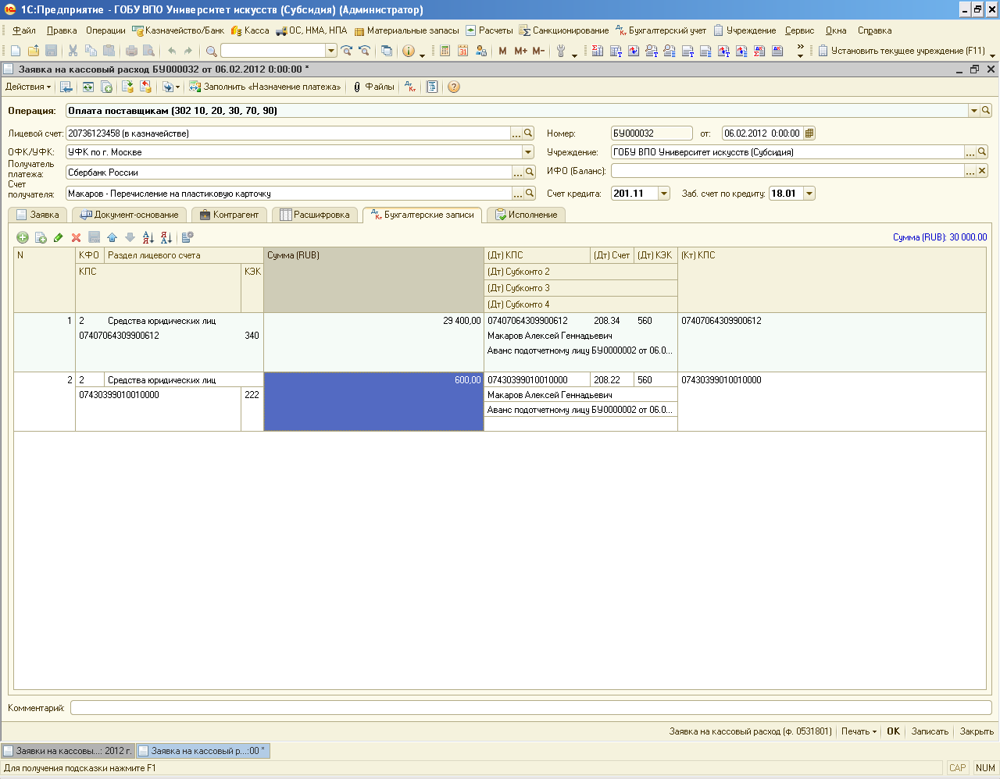 1С:Предприятие - ГОБУ ВПО Университет искусств (Субсидия) (Администратор)
Файл Правка Операции Казначейство/Банк Касса ОС, НМА, НПА Материальные запасы Расчеты Санкционирование Бухгалтерский учет Учреждение Сервис Окна Справка
M M+ M- Установить текущее учреждение (F11)
Заявка на кассовый расход БУ000032 от 06.02.2012 0:00:00 *
Действия Заполнить «Назначение платежа» Файлы
Операция: Оплата поставщикам (302 10, 20, 30, 70, 90)
Лицевой счет: 20736123458 (в казначействе) ... Номер: БУ000032 от: 06.02.2012 0:00:00
ОФК/УФК: УФК по г. Москве Учреждение: ГОБУ ВПО Университет искусств (Субсидия) ...
Получатель платежа: Сбербанк России ... ИФО (Баланс): ...
Счет получателя: Макаров - Перечисление на пластиковую карточку ... Счет кредита: 201.11 Заб. счет по кредиту: 18.01
Заявка Документ-основание Контрагент Расшифровка Бухгалтерские записи Исполнение
Сумма (RUB): 30 000.00
N КФО Раздел лицевого счета Сумма (RUB) (Дт) КПС (Дт) Счет (Дт) КЭК (Кт) КПС
КПС КЭК (Дт) Субконто 2
(Дт) Субконто 3
(Дт) Субконто 4
1 2 Средства юридических лиц 29 400,00 07407064309900612 208.34 560 07407064309900612
07407064309900612 340 Макаров Алексей Геннадьевич
Аванс подотчетному лицу БУ0000002 от 06.0...
2 2 Средства юридических лиц 600,00 07430399010010000 208.22 560 07430399010010000
07430399010010000 222 Макаров Алексей Геннадьевич
Аванс подотчетному лицу БУ0000002 от 06.0...
Комментарий:
Заявка на кассовый расход (ф. 0531801) Печать OK Записать Закрыть
Заявки на кассовы...: 2012 г. Заявка на кассовый р...:00 *
Для получения подсказки нажмите F1 CAP NUM